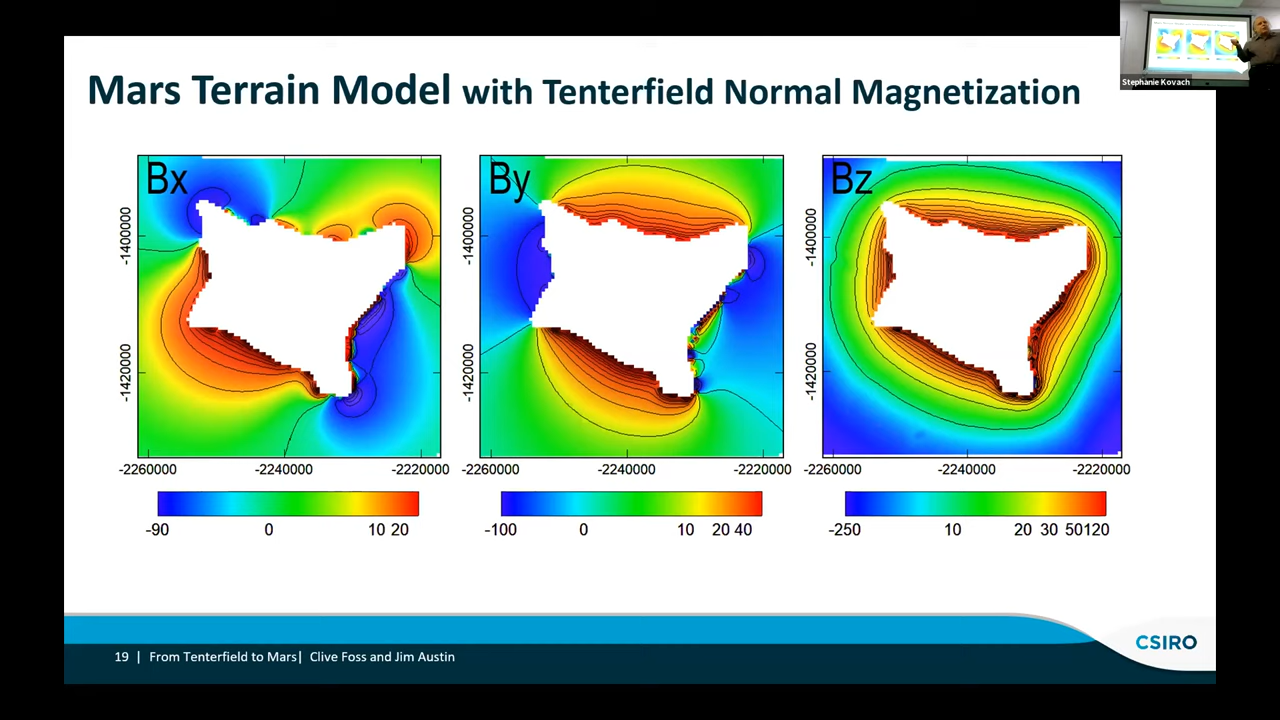 Mars Terrain Model with Tenterfield Normal Magnetization
Stephanie Kovach
Bx
By
Bz
-1400000
-1420000
-2260000 -2240000 -2220000
-1400000
-1420000
-2260000 -2240000 -2220000
-1400000
-1420000
-2260000 -2240000 -2220000
-90 0 10 20
-100 0 10 20 40
-250 10 20 30 50120
19 | From Tenterfield to Mars| Clive Foss and Jim Austin
CSIRO